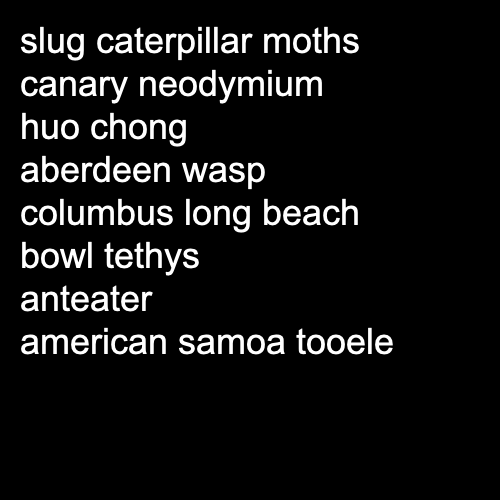 slug caterpillar moths
canary neodymium
huo chong
aberdeen wasp
columbus long beach
bowl tethys
anteater
american samoa tooele